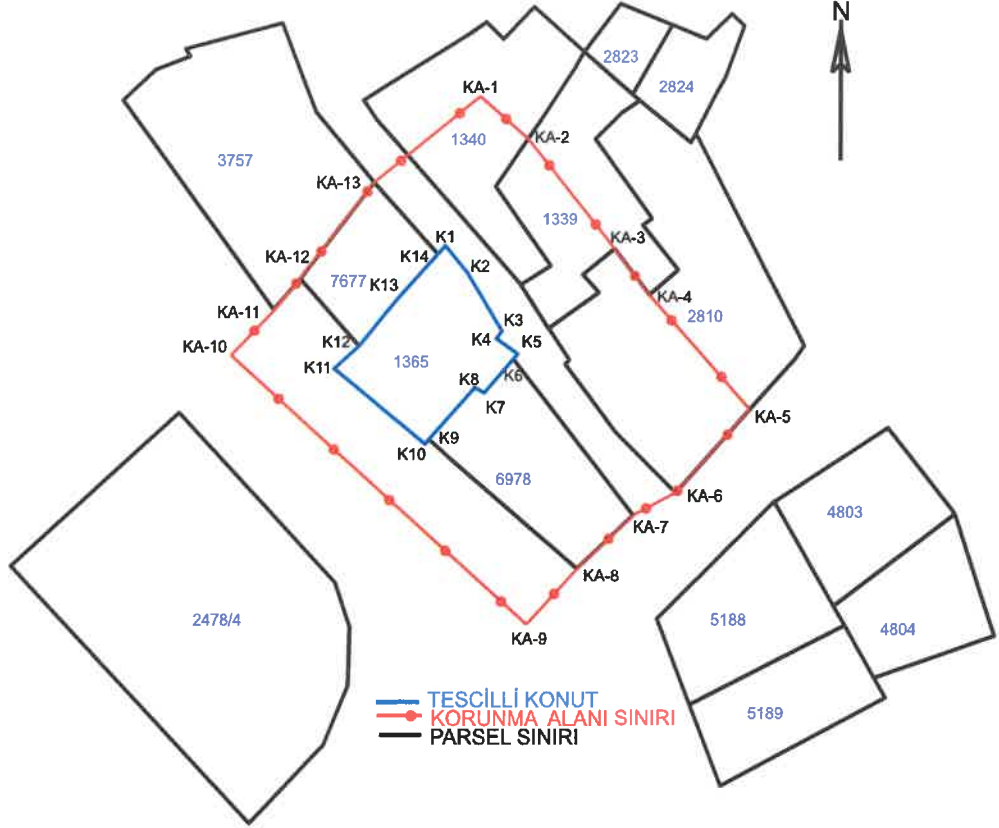 N
2823
2824
KA-1
1340
KA-2
3757
KA-13
1339
KA-3
K1
K14
K2
KA-12
7677
K13
KA-4
2810
KA-11
K3
K4
K5
KA-10
K12
K11
1365
K6
K8
K7
KA-5
K9
K10
6978
KA-6
KA-7
4803
KA-8
2478/4
5188
4804
KA-9
TESCİLLİ KONUT
KORUNMA ALANI SINIRI
PARSEL SINIRI
5189